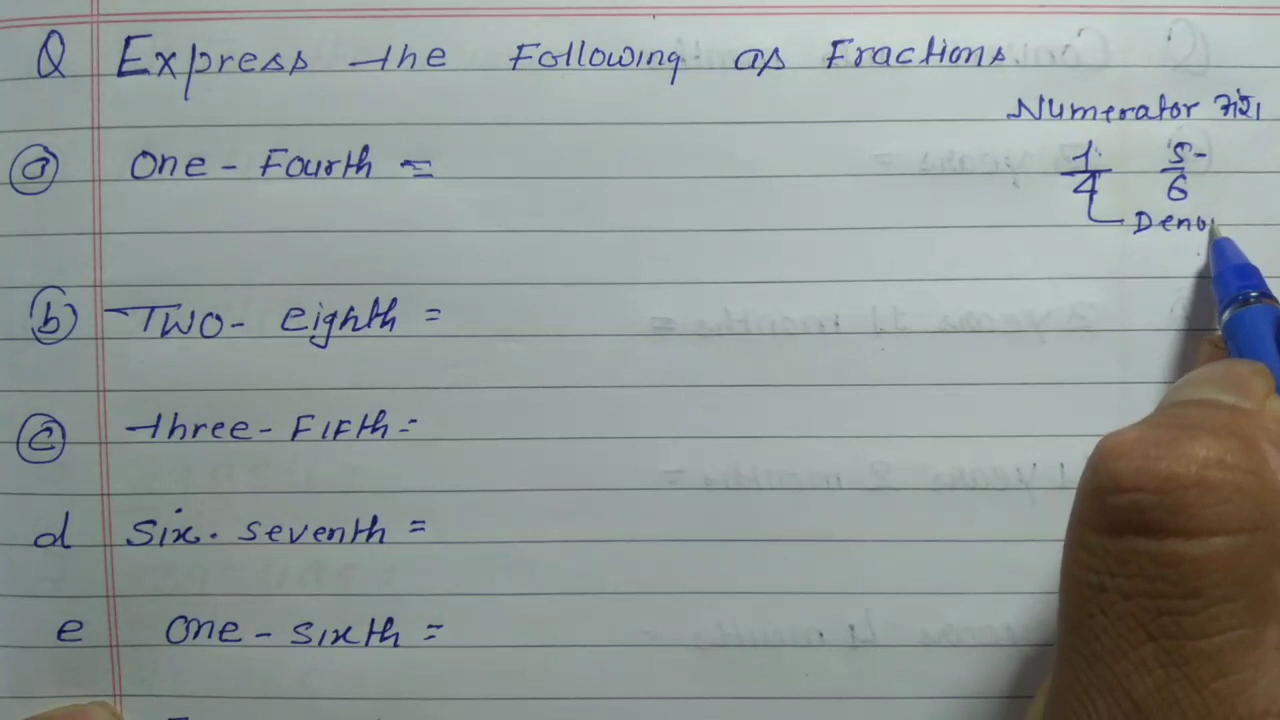 Q Express the Following as Fractions
Numerator अंश
ⓐ One - Fourth =
1/4 5/6
Deno
ⓑ Two - eighth =
ⓒ three - Fifth =
d Six. seventh =
e One - sixth =